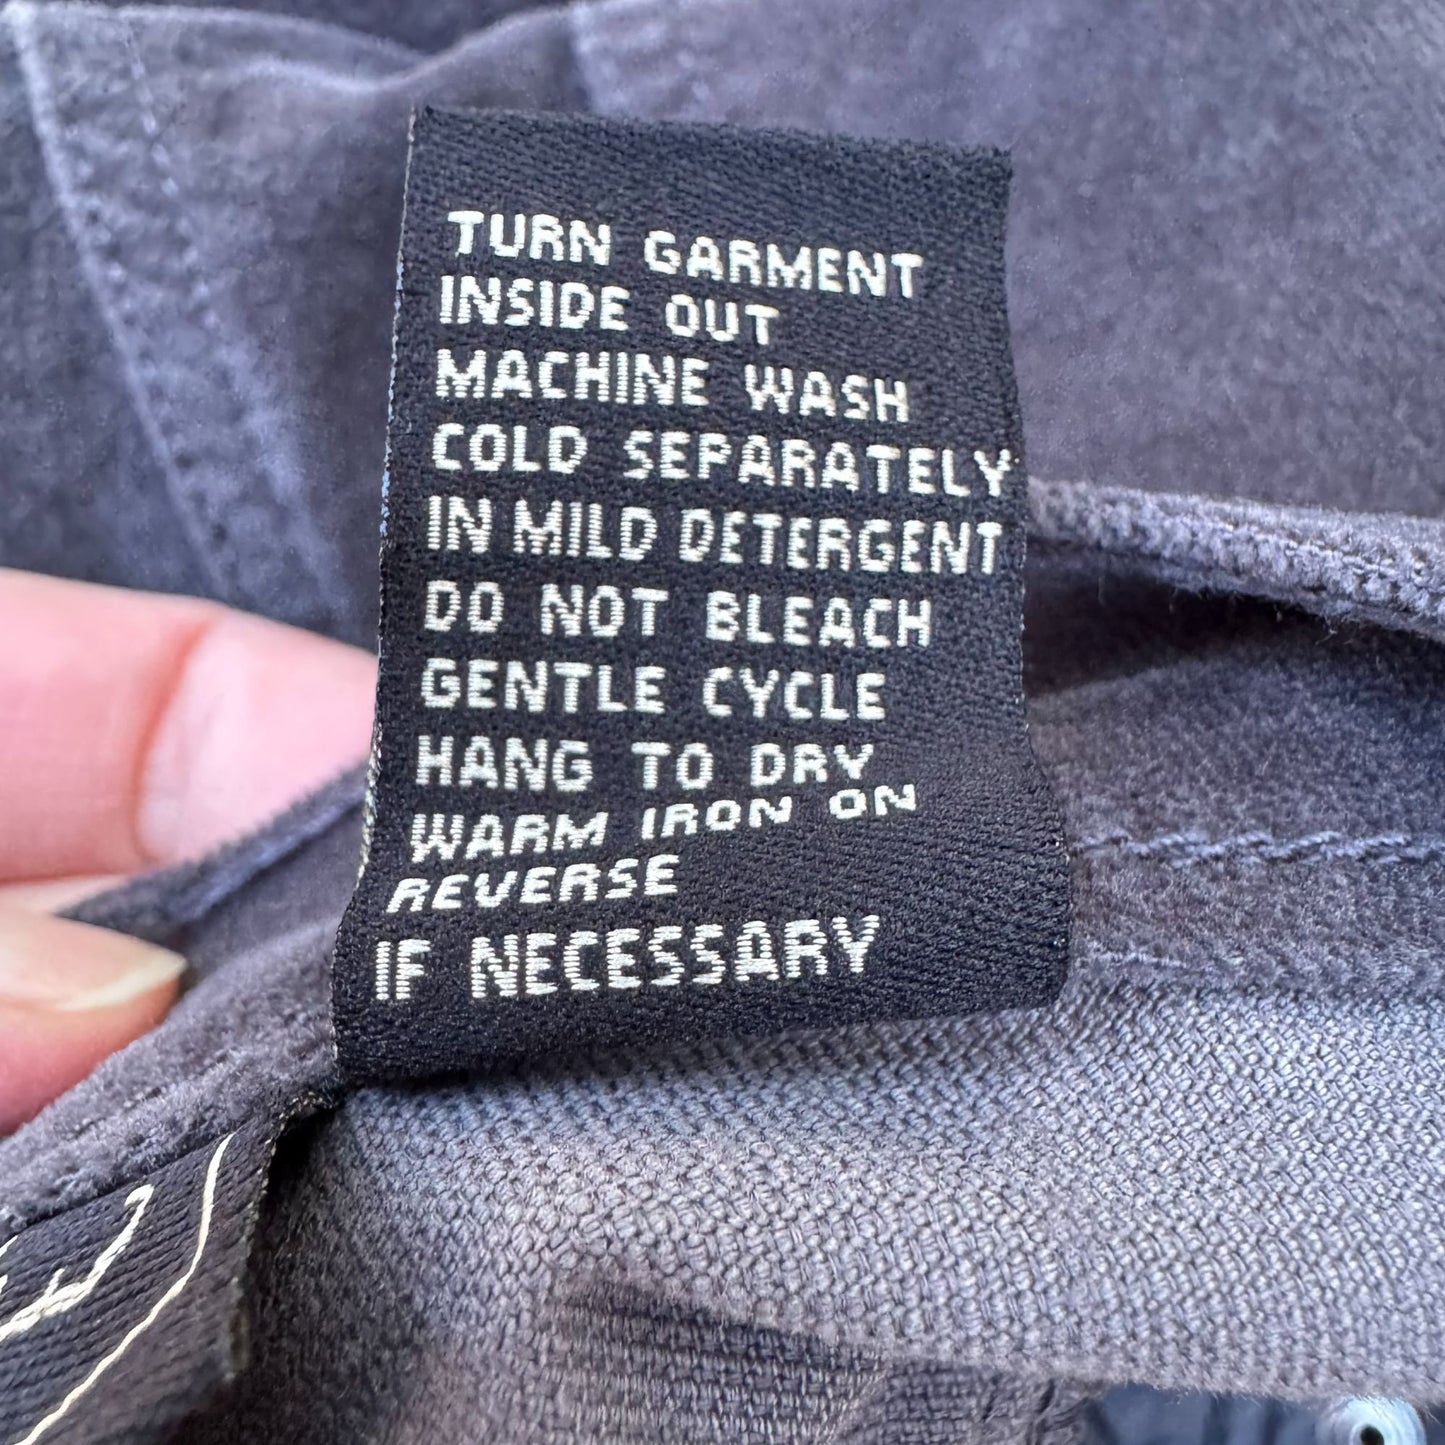 TURN GARMENT
INSIDE OUT
MACHINE WASH
COLD SEPARATELY
IN MILD DETERGENT
DO NOT BLEACH
GENTLE CYCLE
HANG TO DRY
WARM IRON ON
REVERSE
IF NECESSARY